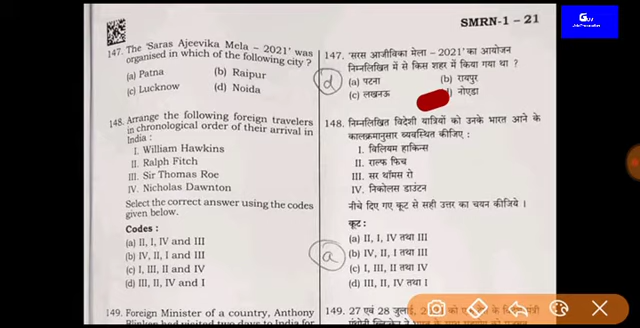 SMRN-1-21
147. The 'Saras Ajeevika Mela – 2021' was
organised in which of the following city ?
(a) Patna (b) Raipur
(c) Lucknow (d) Noida
148. Arrange the following foreign travelers
in chronological order of their arrival in
India :
I. William Hawkins
II. Ralph Fitch
III. Sir Thomas Roe
IV. Nicholas Dawnton
Select the correct answer using the codes
given below.
Codes :
(a) II, I, IV and III
(b) IV, II, I and III
(c) I, III, II and IV
(d) III, II, IV and I
149. Foreign Minister of a country, Anthony
147. 'सरस आजीविका मेला – 2021' का आयोजन
निम्नलिखित में से किस शहर में किया गया था ?
(a) पटना (b) रायपुर
(c) लखनऊ नोएडा
d
148. निम्नलिखित विदेशी यात्रियों को उनके भारत आने के
कालक्रमानुसार व्यवस्थित कीजिए :
I. विलियम हाकिन्स
II. राल्फ फिच
III. सर थॉमस रो
IV. निकोलस डाउंटन
नीचे दिए गए कूट से सही उत्तर का चयन कीजिये ।
कूट :
(a) II, I, IV तथा III
(b) IV, II, I तथा III
(c) I, III, II तथा IV
(d) III, II, IV तथा I
a
149. 27 एवं 28 जुलाई,